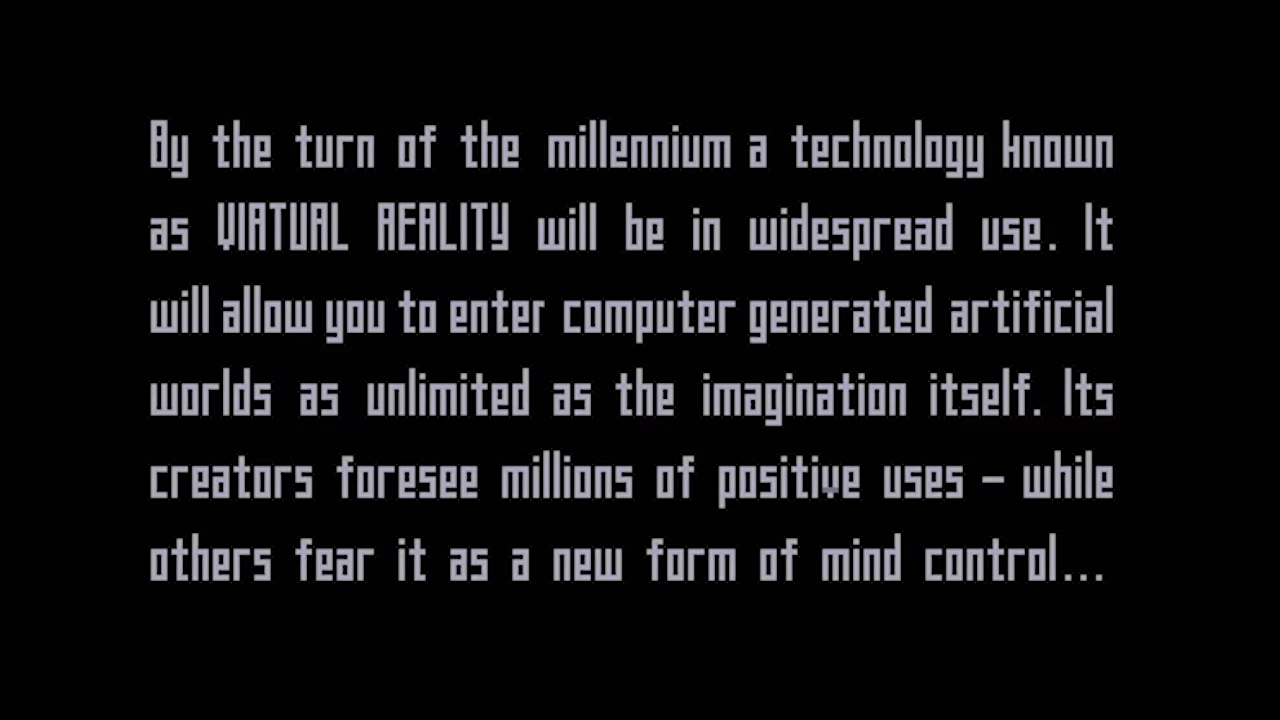 By the turn of the millennium a technology known
as VIRTUAL REALITY will be in widespread use. It
will allow you to enter computer generated artificial
worlds as unlimited as the imagination itself. Its
creators foresee millions of positive uses – while
others fear it as a new form of mind control...